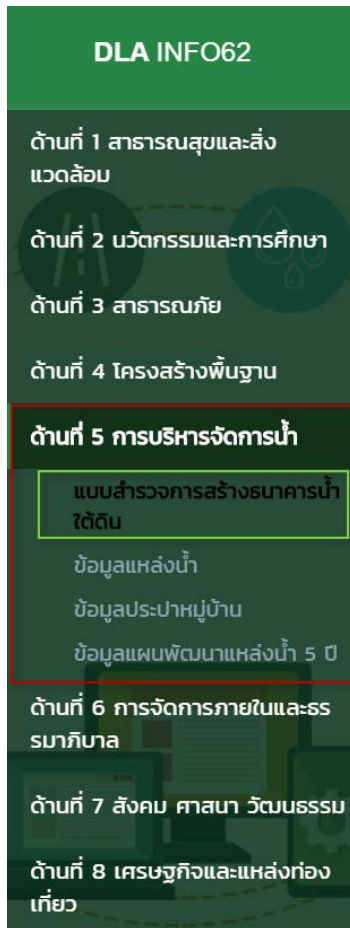 DLA INFO62
ด้านที่ 1 สาธารณสุขและสิ่ง
แวดล้อม
ด้านที่ 2 นวัตกรรมและการศึกษา
ด้านที่ 3 สาธารณภัย
ด้านที่ 4 โครงสร้างพื้นฐาน
ด้านที่ 5 การบริหารจัดการน้ำ
แบบสำรวจการสร้างธนาคารน้ำ
ใต้ดิน
ข้อมูลแหล่งน้ำ
ข้อมูลประปาหมู่บ้าน
ข้อมูลแผนพัฒนาแหล่งน้ำ 5 ปี
ด้านที่ 6 การจัดการภายในและธร
รมาภิบาล
ด้านที่ 7 สังคม ศาสนา วัฒนธรรม
ด้านที่ 8 เศรษฐกิจและแหล่งท่อง
เที่ยว